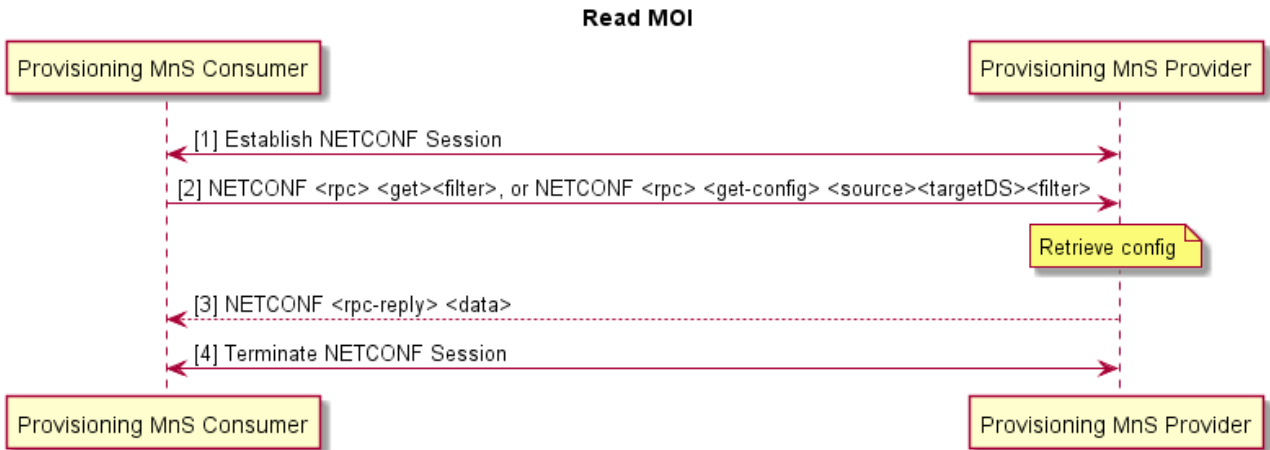 Read MOI
Provisioning MnS Consumer
Provisioning MnS Provider
[1] Establish NETCONF Session
[2] NETCONF <rpc> <get><filter>, or NETCONF <rpc> <get-config> <source><targetDS><filter>
Retrieve config
[3] NETCONF <rpc-reply> <data>
[4] Terminate NETCONF Session
Provisioning MnS Consumer
Provisioning MnS Provider